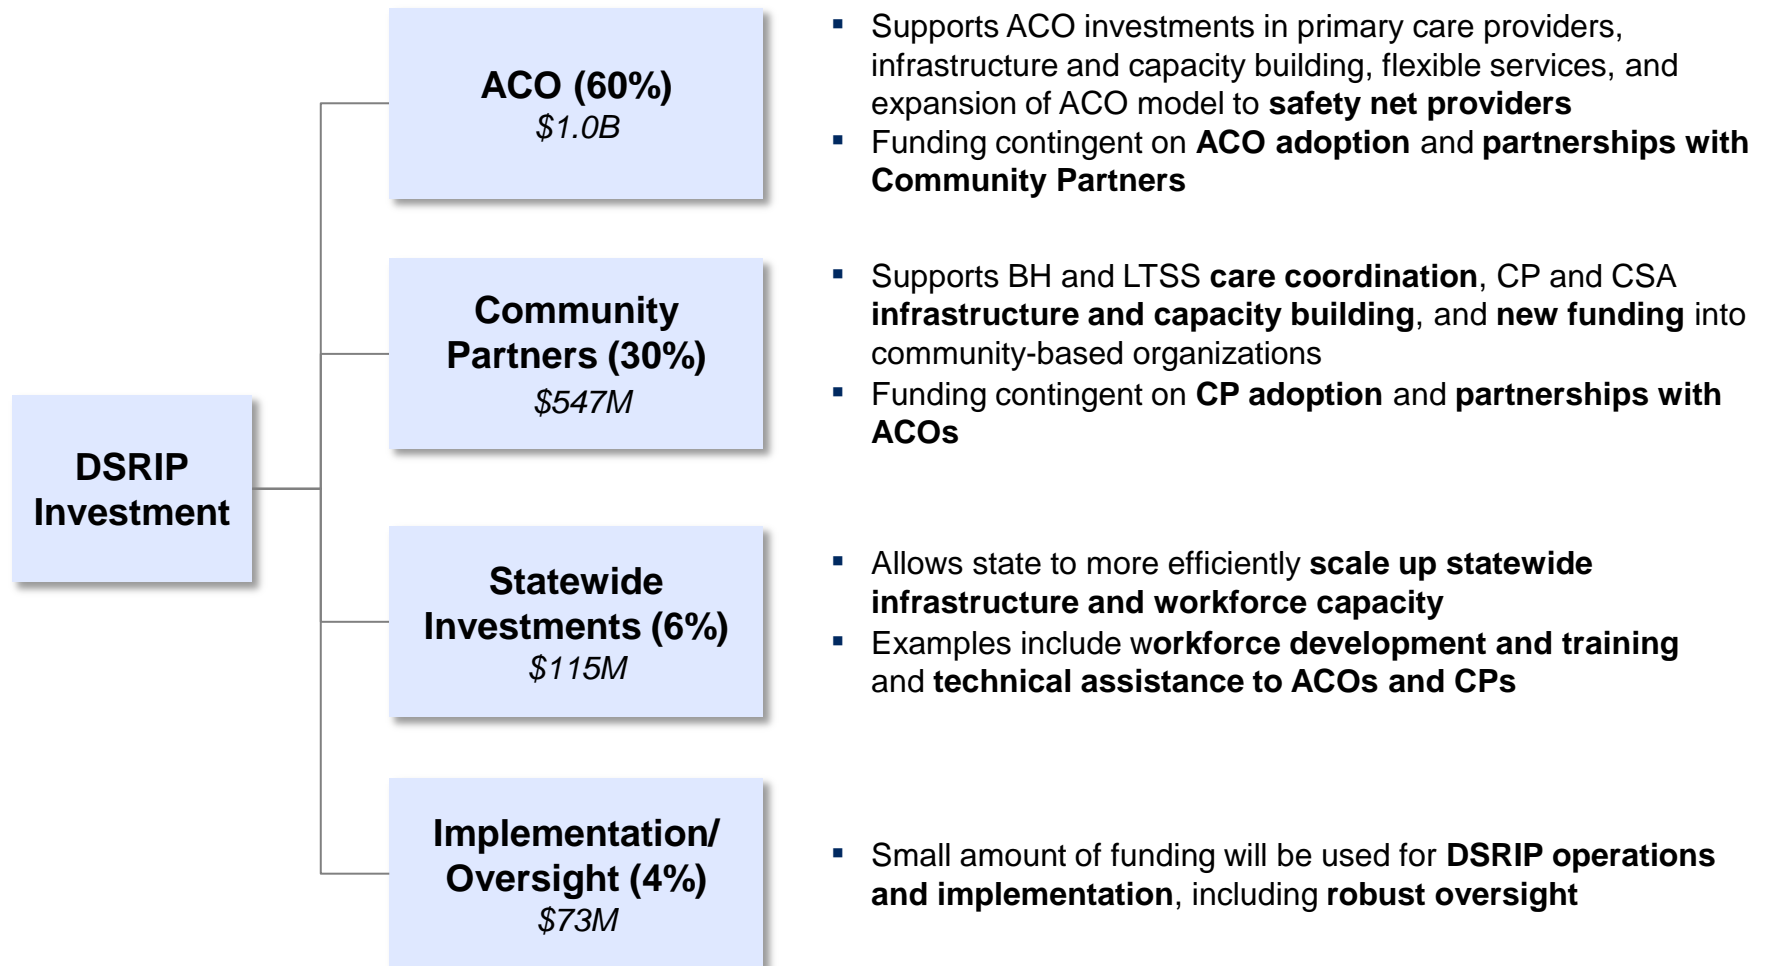 ACO (60%)
$1.0B
▪ Supports ACO investments in primary care providers,
infrastructure and capacity building, flexible services, and
expansion of ACO model to safety net providers
▪ Funding contingent on ACO adoption and partnerships with
Community Partners
Community
Partners (30%)
$547M
▪ Supports BH and LTSS care coordination, CP and CSA
infrastructure and capacity building, and new funding into
community-based organizations
▪ Funding contingent on CP adoption and partnerships with
ACOs
DSRIP
Investment
Statewide
Investments (6%)
$115M
▪ Allows state to more efficiently scale up statewide
infrastructure and workforce capacity
▪ Examples include workforce development and training
and technical assistance to ACOs and CPs
Implementation/
Oversight (4%)
$73M
▪ Small amount of funding will be used for DSRIP operations
and implementation, including robust oversight